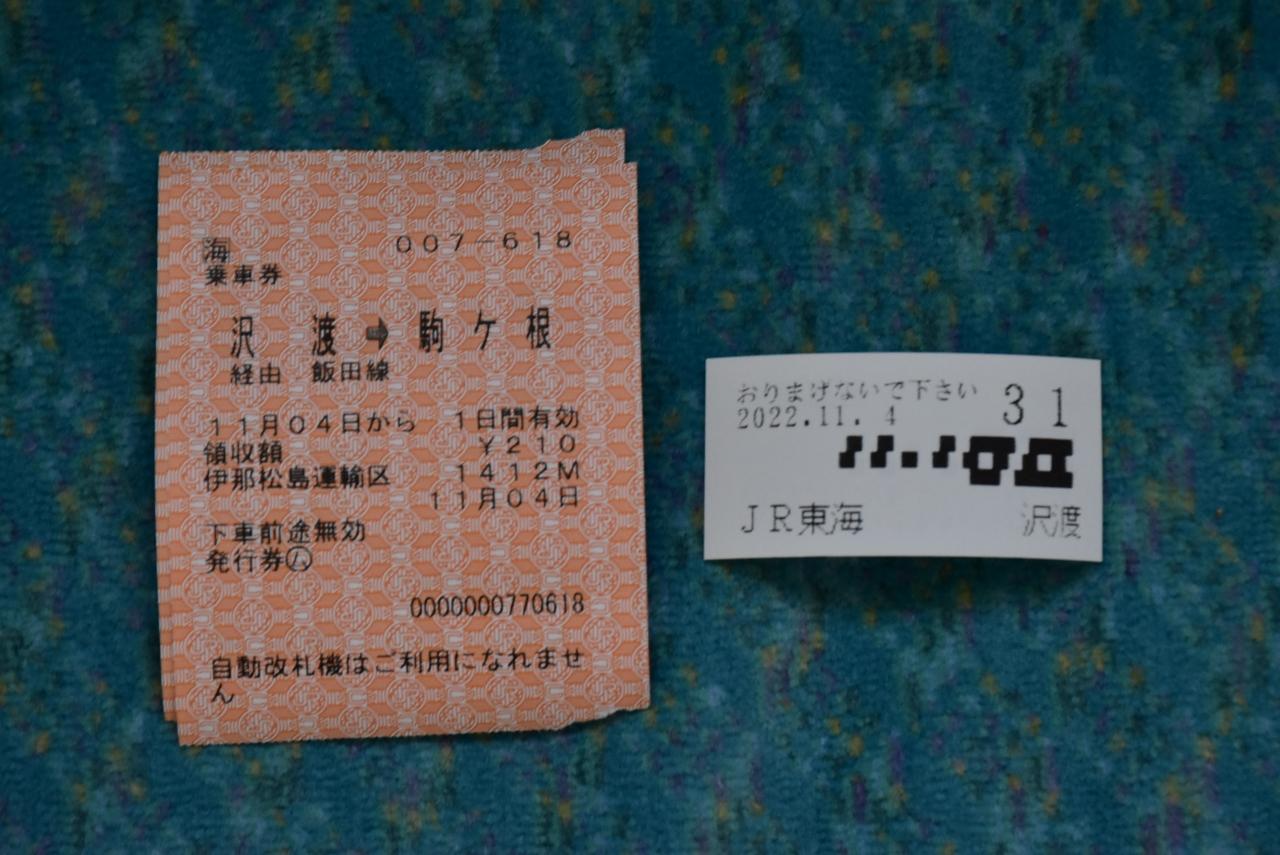 海 007-618
乗車券
沢渡➡駒ケ根
経由 飯田線
11月04日から 1日間有効
領収額 ¥210
伊那松島運輸区 1412M
11月04日
下車前途無効
発行券㋰
0000000770618
自動改札機はご利用になれませ
ん
おりまげないで下さい
2022.11. 4 31
JR東海 沢渡